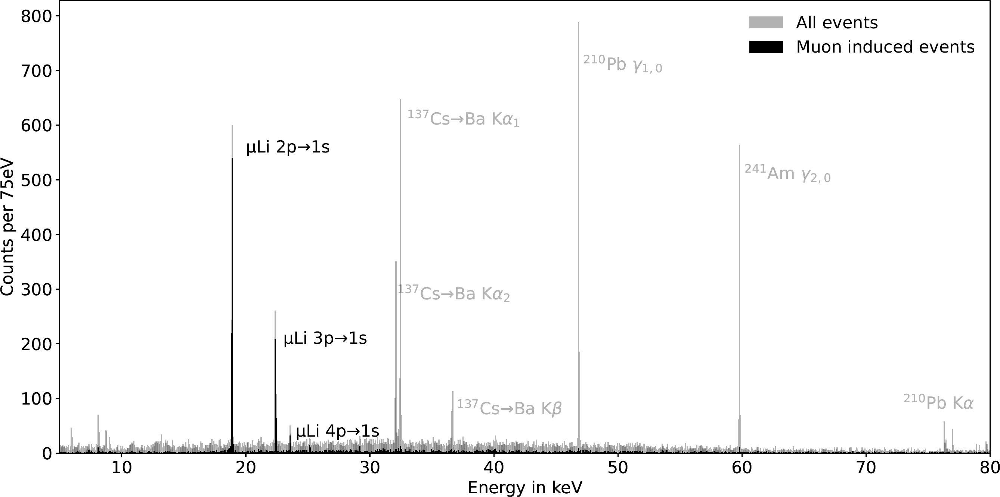 800
700
600
500
400
300
200
100
0
Counts per 75eV
10 20 30 40 50 60 70 80
Energy in keV
All events
Muon induced events
μLi 2p→1s
μLi 3p→1s
μLi 4p→1s
¹³⁷Cs→Ba Kα₁
¹³⁷Cs→Ba Kα₂
¹³⁷Cs→Ba Kβ
²¹⁰Pb γ₁,₀
²⁴¹Am γ₂,₀
²¹⁰Pb Kα